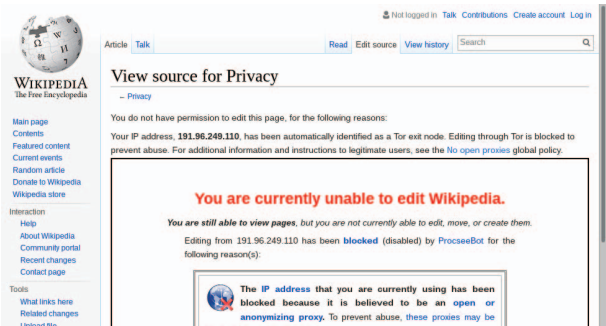 Not logged in Talk Contributions Create account Log in
Article Talk Read Edit source View history Search
WIKIPEDIA
The Free Encyclopedia
Main page
Contents
Featured content
Current events
Random article
Donate to Wikipedia
Wikipedia store
Interaction
Help
About Wikipedia
Community portal
Recent changes
Contact page
Tools
What links here
Related changes
Upload file
View source for Privacy
← Privacy
You do not have permission to edit this page, for the following reasons:
Your IP address, 191.96.249.110, has been automatically identified as a Tor exit node. Editing through Tor is blocked to
prevent abuse. For additional information and instructions to legitimate users, see the No open proxies global policy.
You are currently unable to edit Wikipedia.
You are still able to view pages, but you are not currently able to edit, move, or create them.
Editing from 191.96.249.110 has been blocked (disabled) by ProcseeBot for the
following reason(s):
The IP address that you are currently using has been
blocked because it is believed to be an open or
anonymizing proxy. To prevent abuse, these proxies may be